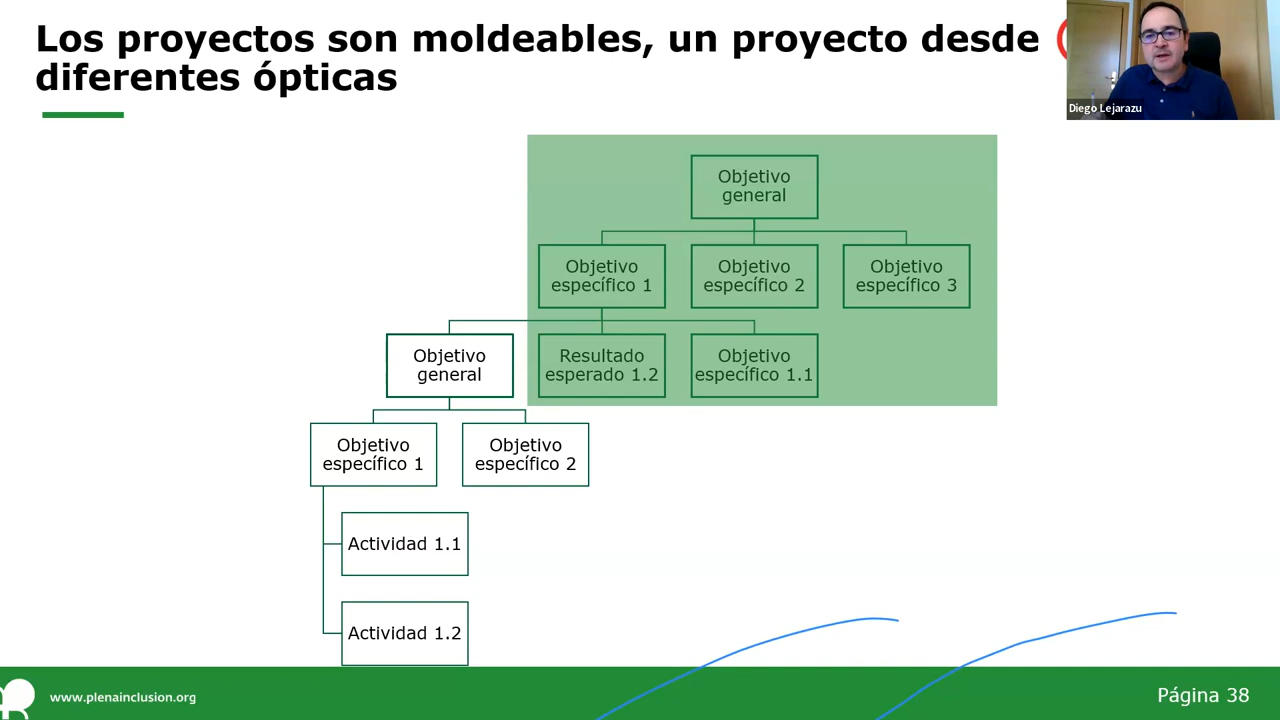 Los proyectos son moldeables, un proyecto desde
diferentes ópticas
Diego Lejarazu
Objetivo
general
Objetivo
específico 1
Objetivo
específico 2
Objetivo
específico 3
Objetivo
general
Resultado
esperado 1.2
Objetivo
específico 1.1
Objetivo
específico 1
Objetivo
específico 2
Actividad 1.1
Actividad 1.2
www.plenainclusion.org
Página 38